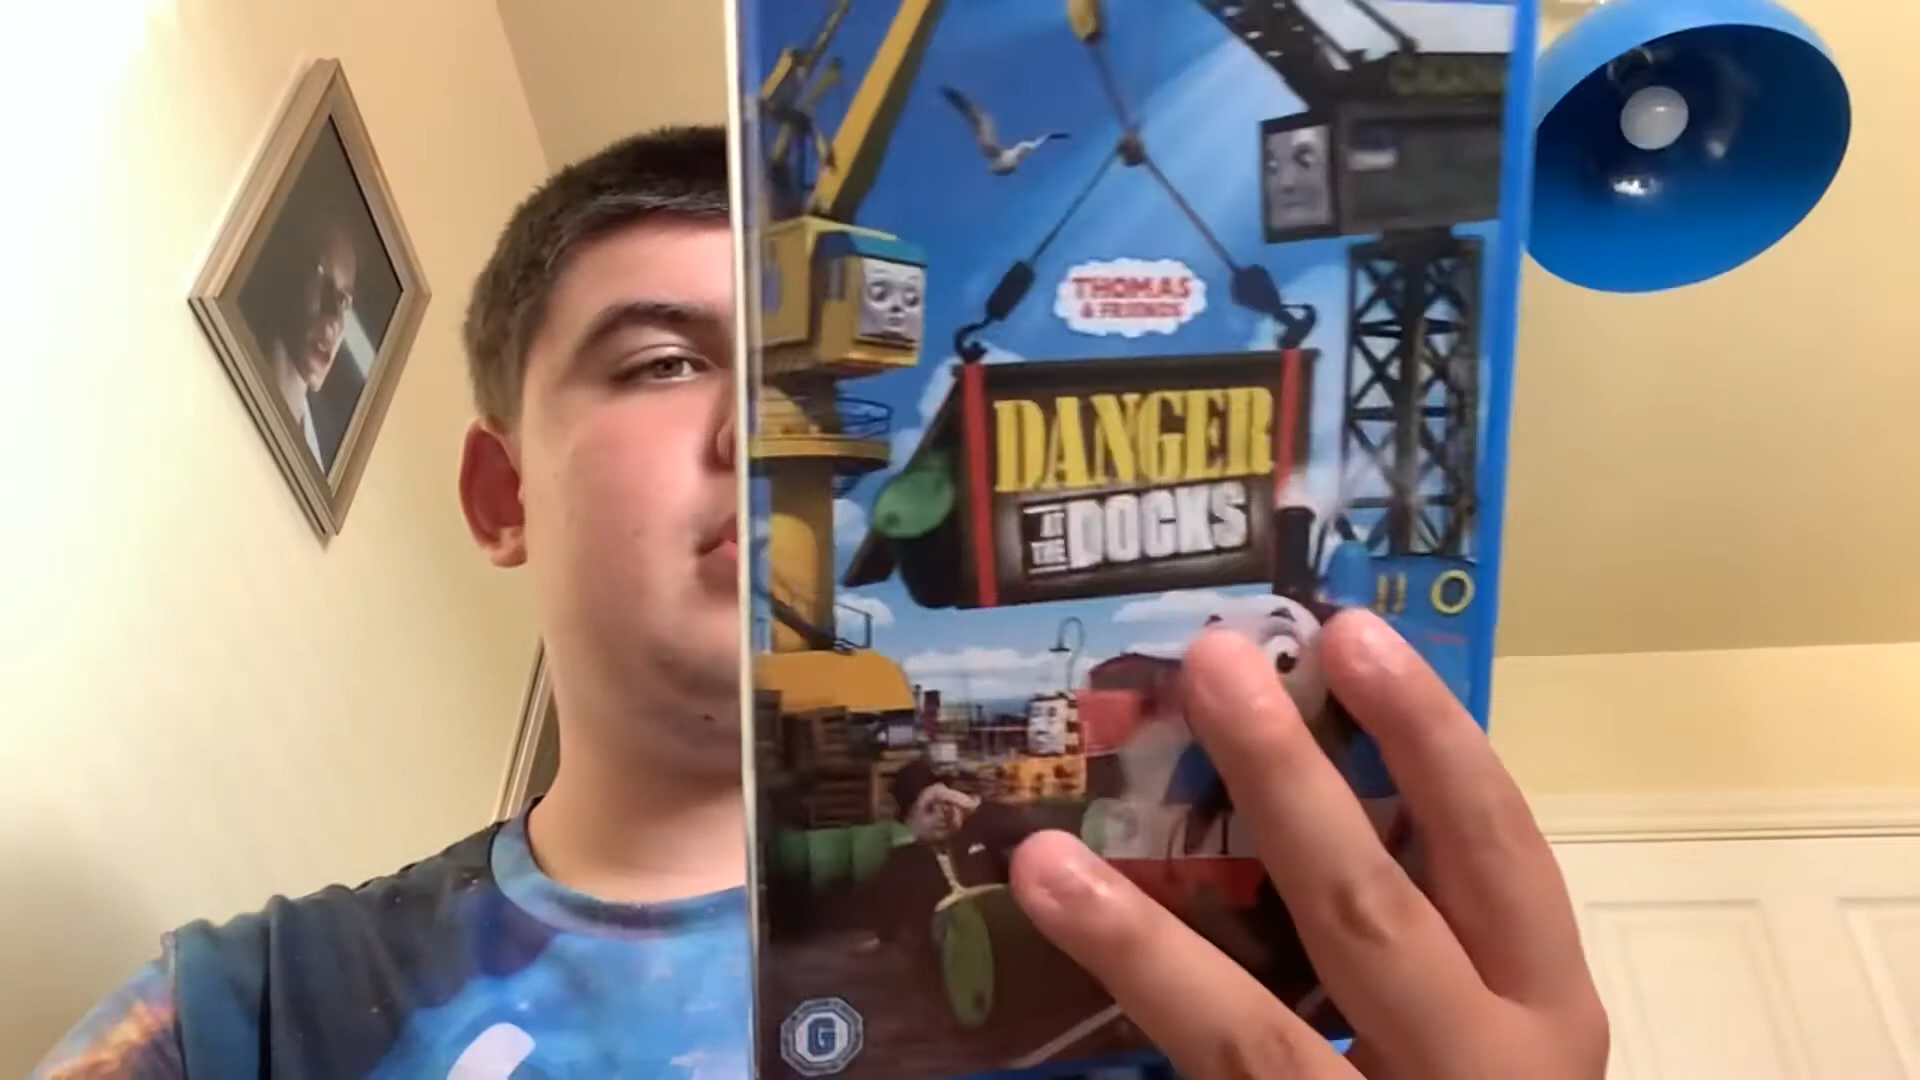 THOMAS
& FRIENDS
DANGER
AT THE DOCKS
G